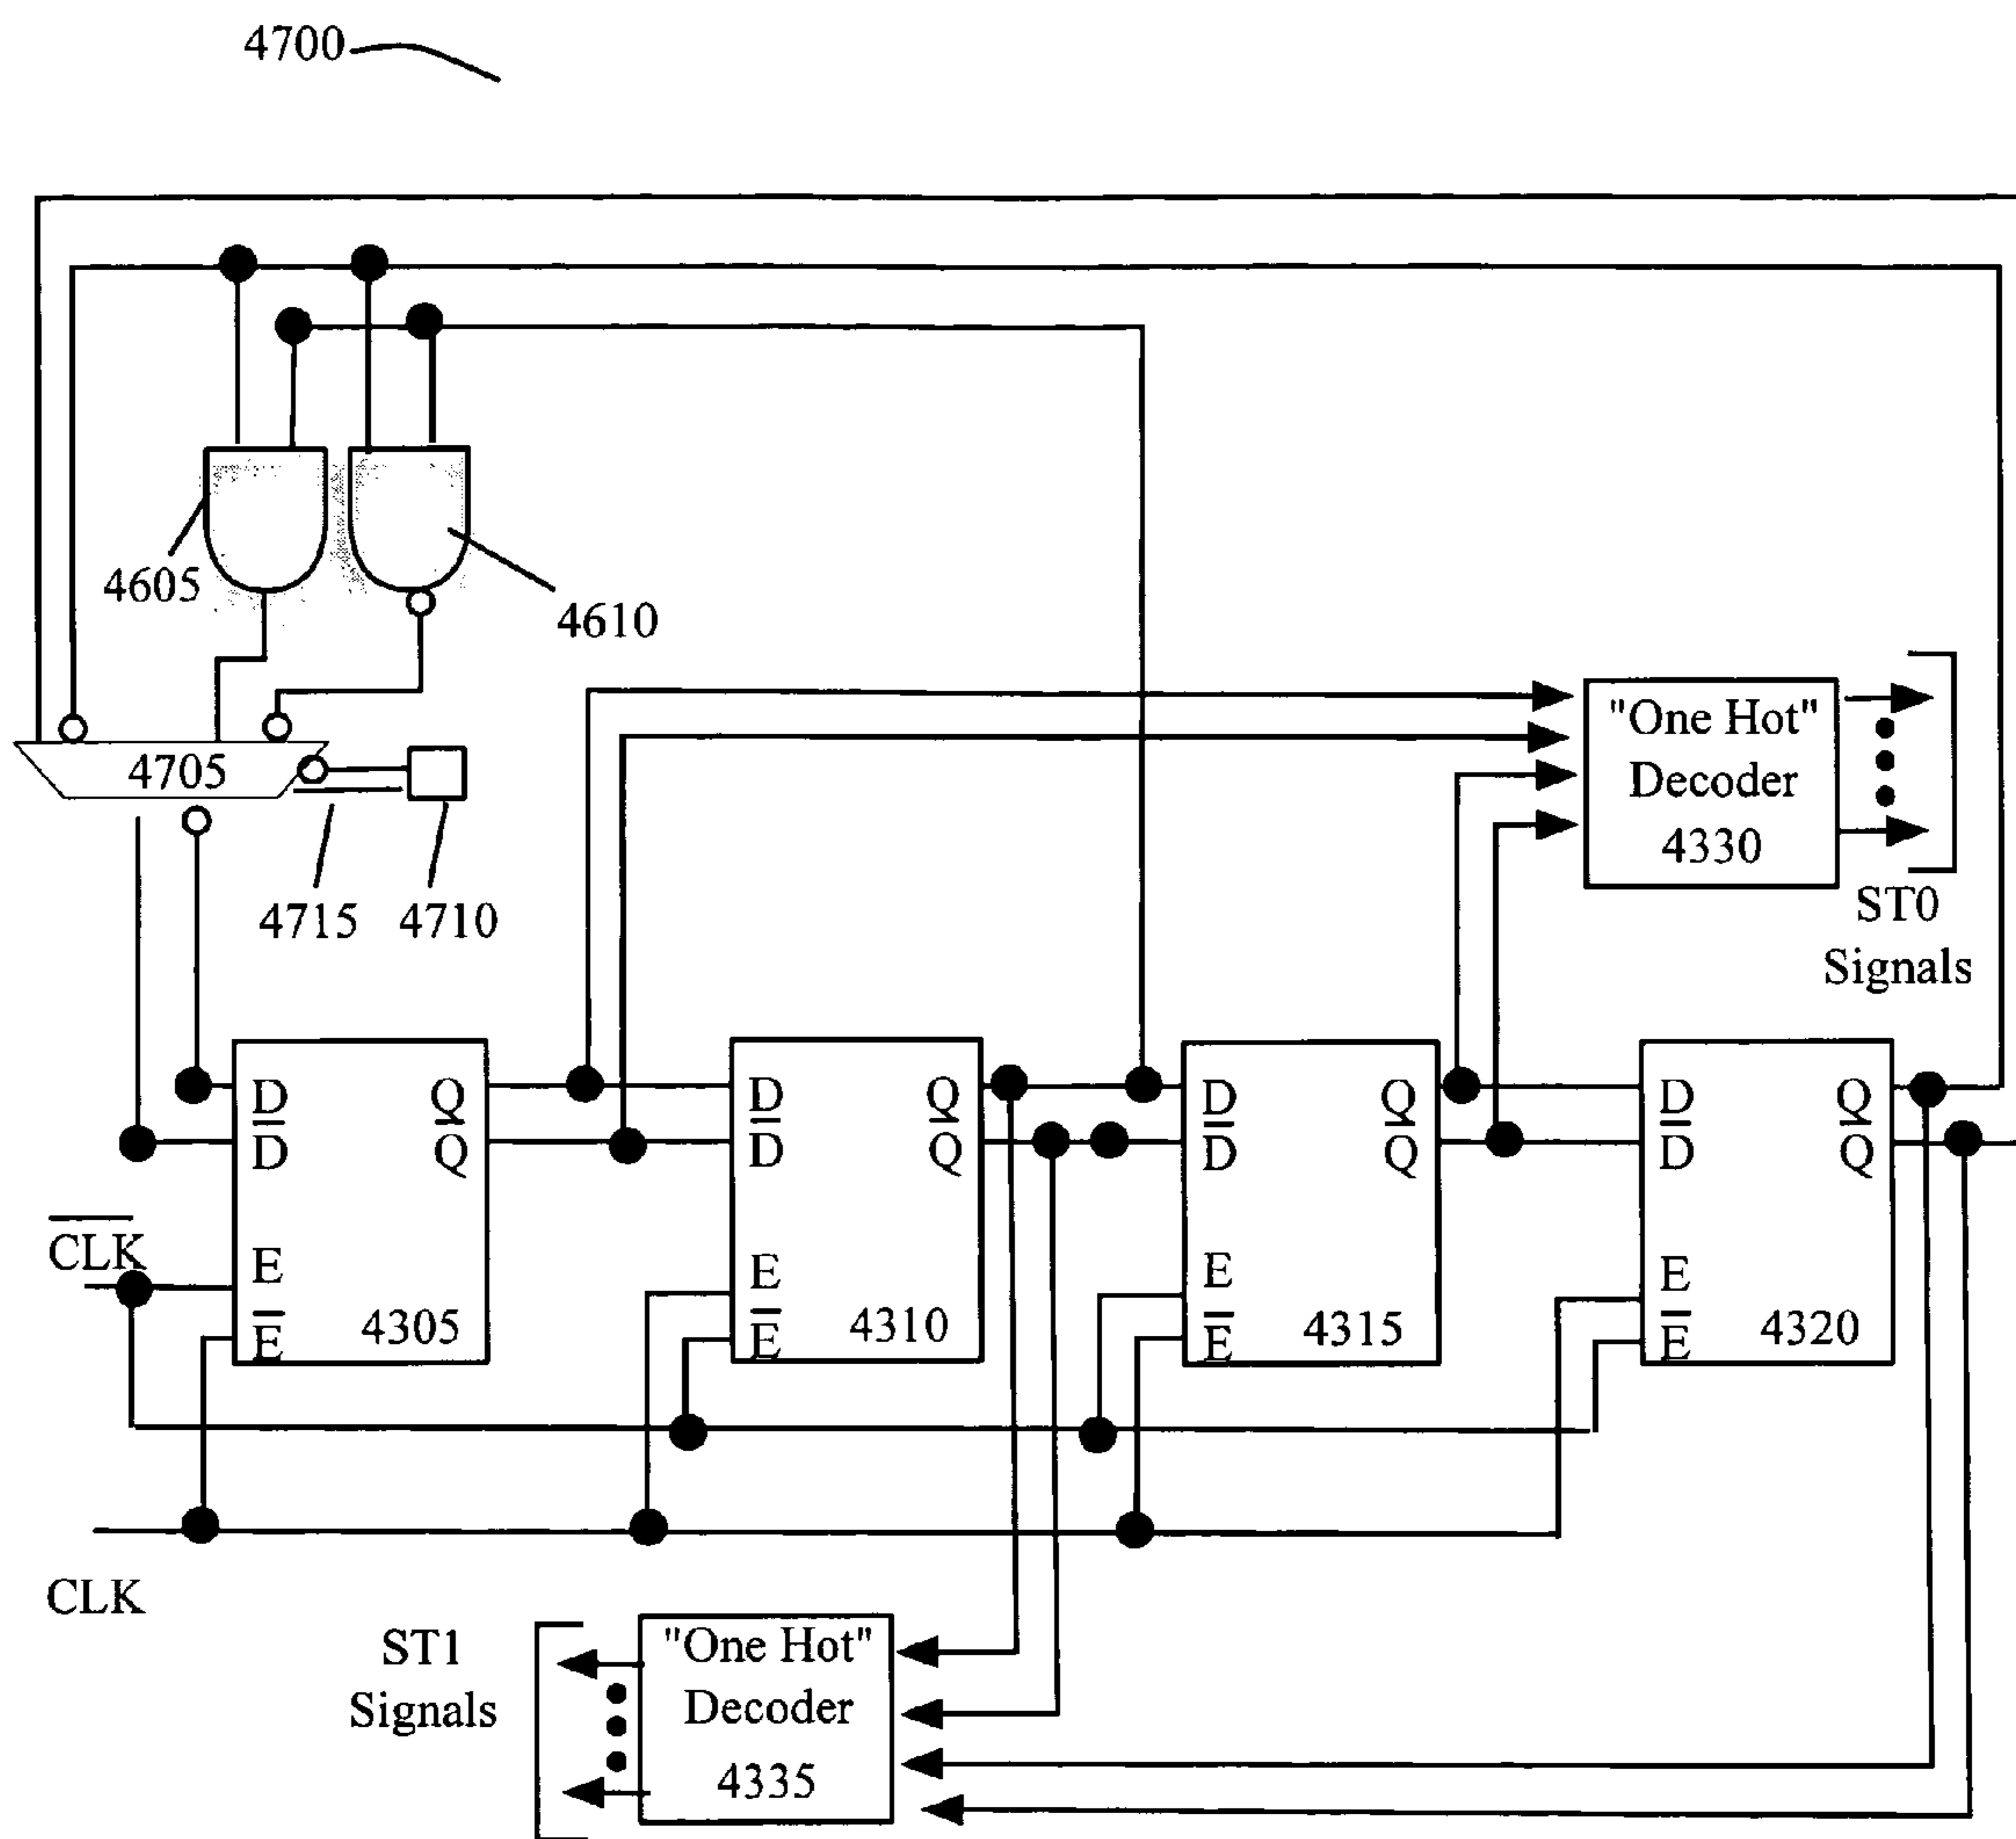 4700
4605
4610
4705
4715
4710
"One Hot"
Decoder
4330
ST0
Signals
D
D̅
Q
Q̅
E
E̅
4305
D
D̅
Q
Q̅
E
E̅
4310
D
D̅
Q
Q̅
E
E̅
4315
D
D̅
Q
Q̅
E
E̅
4320
C̅L̅K̅
CLK
ST1
Signals
"One Hot"
Decoder
4335